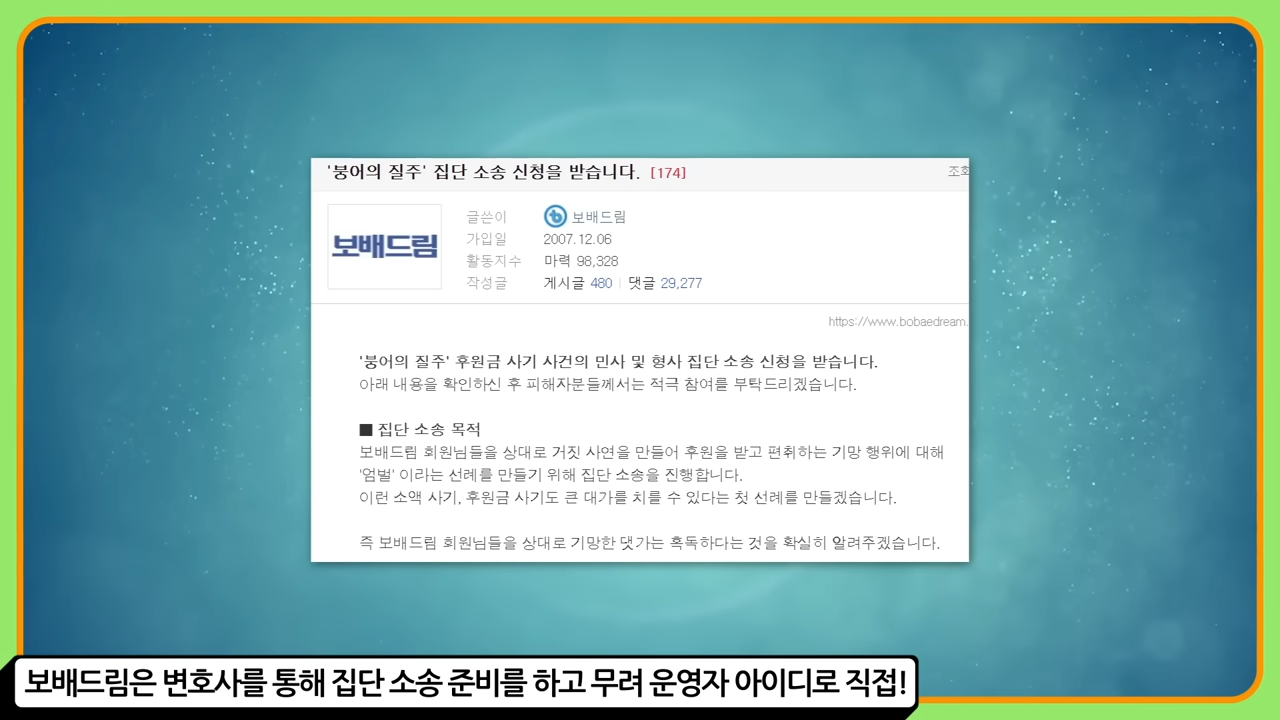 '붕어의 질주' 집단 소송 신청을 받습니다. [174]
조회
보배드림
글쓴이 보배드림
가입일 2007.12.06
활동지수 마력 98,328
작성글 게시글 480 | 댓글 29,277
https://www.bobaedream.
'붕어의 질주' 후원금 사기 사건의 민사 및 형사 집단 소송 신청을 받습니다.
아래 내용을 확인하신 후 피해자분들께서는 적극 참여를 부탁드리겠습니다.
■ 집단 소송 목적
보배드림 회원님들을 상대로 거짓 사연을 만들어 후원을 받고 편취하는 기망 행위에 대해
'엄벌' 이라는 선례를 만들기 위해 집단 소송을 진행합니다.
이런 소액 사기, 후원금 사기도 큰 대가를 치를 수 있다는 첫 선례를 만들겠습니다.
즉 보배드림 회원님들을 상대로 기망한 댓가는 혹독하다는 것을 확실히 알려주겠습니다.
보배드림은 변호사를 통해 집단 소송 준비를 하고 무려 운영자 아이디로 직접!